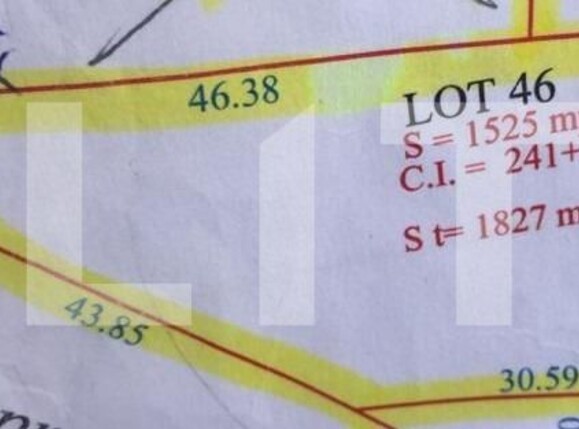 46.38
LOT 46
S = 1525 m
C.I. = 241+
S t= 1827 m
43.85
30.59